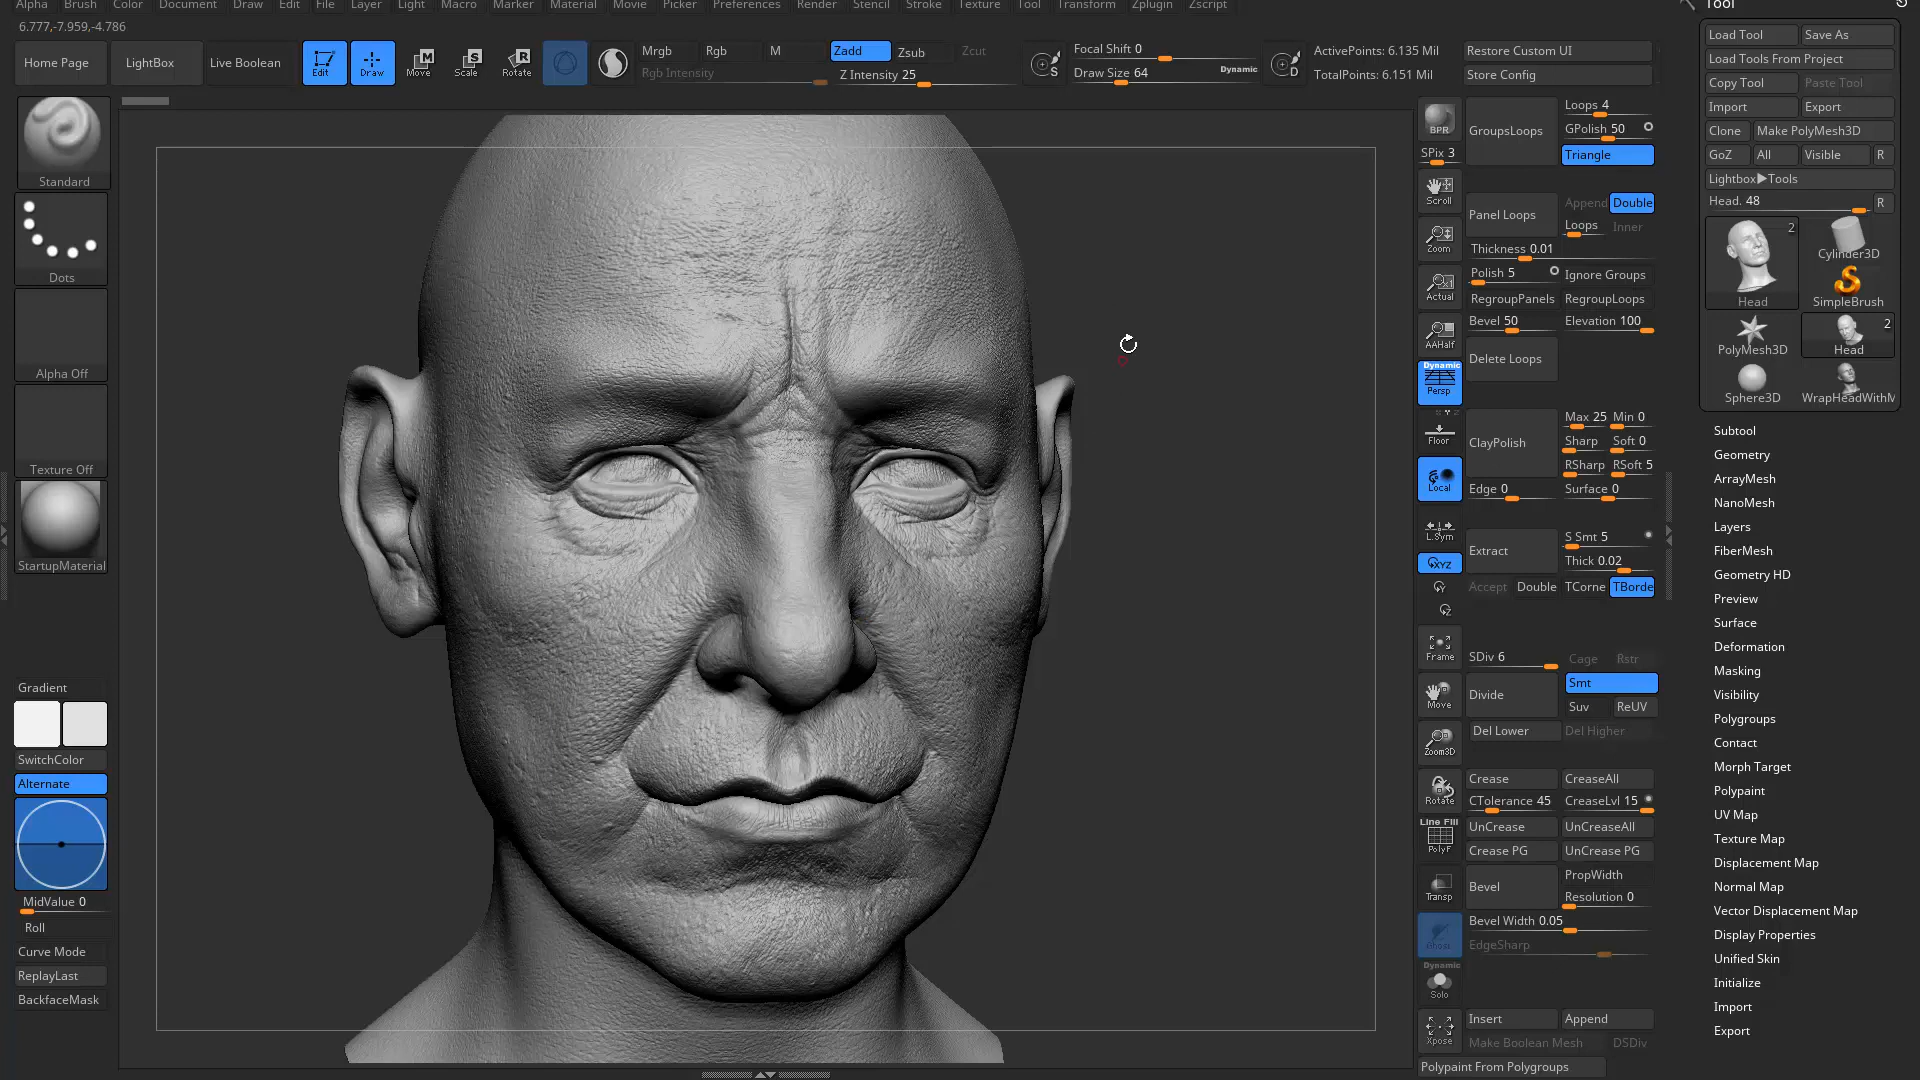 Alpha Brush Color Document Draw Edit File Layer Light Macro Marker Material Movie Picker Preferences Render Stencil Stroke Texture Tool Transform Zplugin Zscript
6.777,-7.959,-4.786
Home Page
LightBox
Live Boolean
Edit
Draw
Move
Scale
Rotate
Mrgb Rgb M
Rgb Intensity
Zadd Zsub Zcut
Z Intensity 25
Focal Shift 0
Draw Size 64 Dynamic
ActivePoints: 6.135 Mil
TotalPoints: 6.151 Mil
Restore Custom UI
Store Config
Standard
Dots
Alpha Off
Texture Off
StartupMaterial
Gradient
SwitchColor
Alternate
MidValue 0
Roll
Curve Mode
ReplayLast
BackfaceMask
BPR
SPix 3
Scroll
Zoom
Actual
AAHalf
Dynamic
Persp
Floor
Local
L.Sym
XYZ
Frame
Move
Zoom3D
Rotate
Line Fill
PolyF
Transp
Dynamic
Solo
Xpose
GroupsLoops
Loops 4
GPolish 50
Triangle
Panel Loops
Append Double
Loops Inner
Thickness 0.01
Polish 5 Ignore Groups
RegroupPanels RegroupLoops
Bevel 50 Elevation 100
Delete Loops
ClayPolish
Max 25 Min 0
Sharp Soft 0
RSharp RSoft 5
Edge 0 Surface 0
Extract
S Smt 5
Thick 0.02
Accept Double TCorne TBorde
SDiv 6 Cage Rstr
Divide
Smt
Suv ReUV
Del Lower Del Higher
Crease CreaseAll
CTolerance 45 CreaseLvl 15
UnCrease UnCreaseAll
Crease PG UnCrease PG
Bevel
PropWidth
Resolution 0
Bevel Width 0.05
EdgeSharp
Insert Append
Make Boolean Mesh DSDiv
Polypaint From Polygroups
Tool
Load Tool Save As
Load Tools From Project
Copy Tool Paste Tool
Import Export
Clone Make PolyMesh3D
GoZ All Visible R
Lightbox▶Tools
Head. 48 R
2
Head
Cylinder3D
SimpleBrush
PolyMesh3D
2
Head
Sphere3D
WrapHeadWithM
Subtool
Geometry
ArrayMesh
NanoMesh
Layers
FiberMesh
Geometry HD
Preview
Surface
Deformation
Masking
Visibility
Polygroups
Contact
Morph Target
Polypaint
UV Map
Texture Map
Displacement Map
Normal Map
Vector Displacement Map
Display Properties
Unified Skin
Initialize
Import
Export